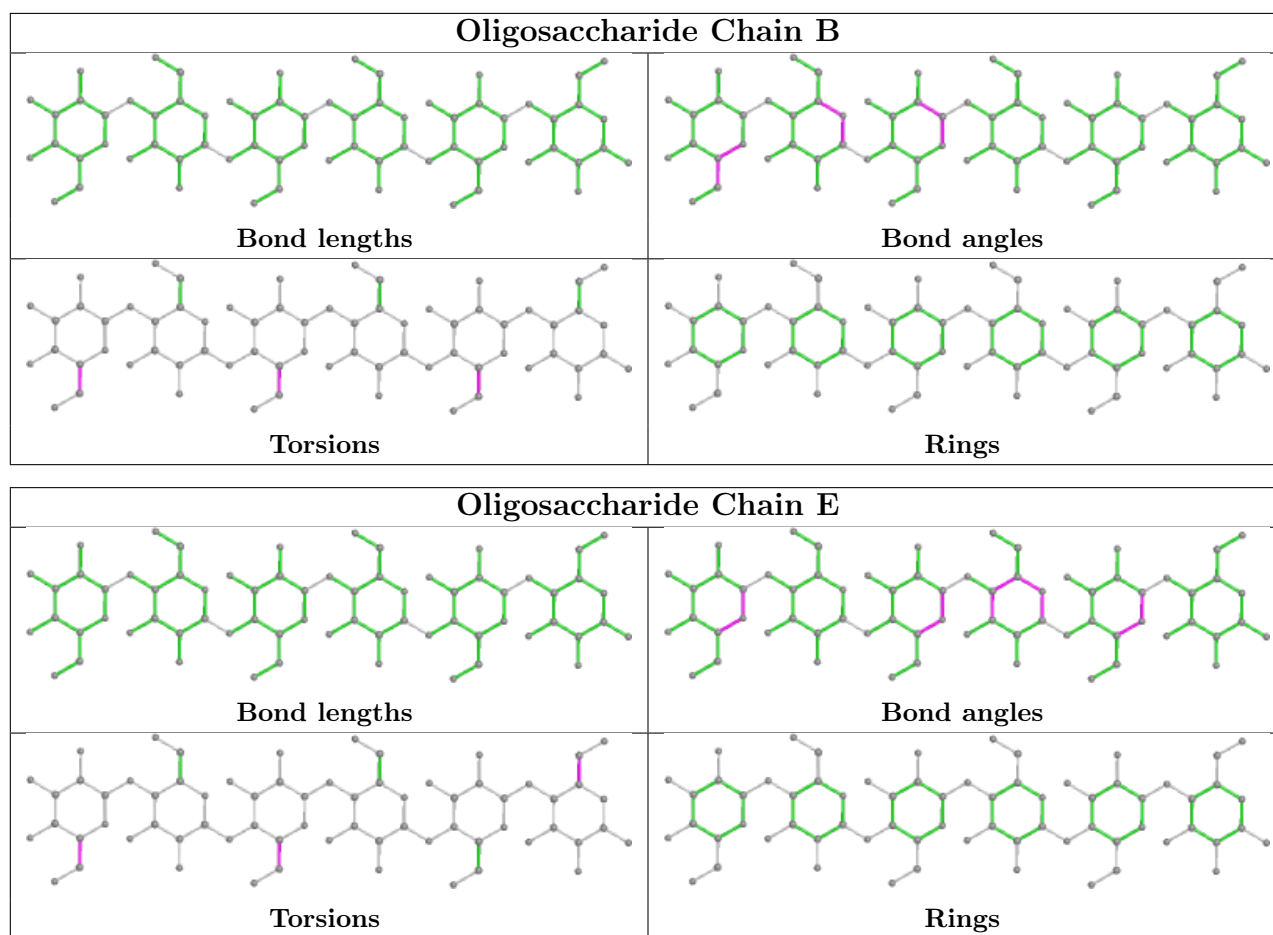 Oligosaccharide Chain B
Bond lengths
Bond angles
Torsions
Rings
Oligosaccharide Chain E
Bond lengths
Bond angles
Torsions
Rings